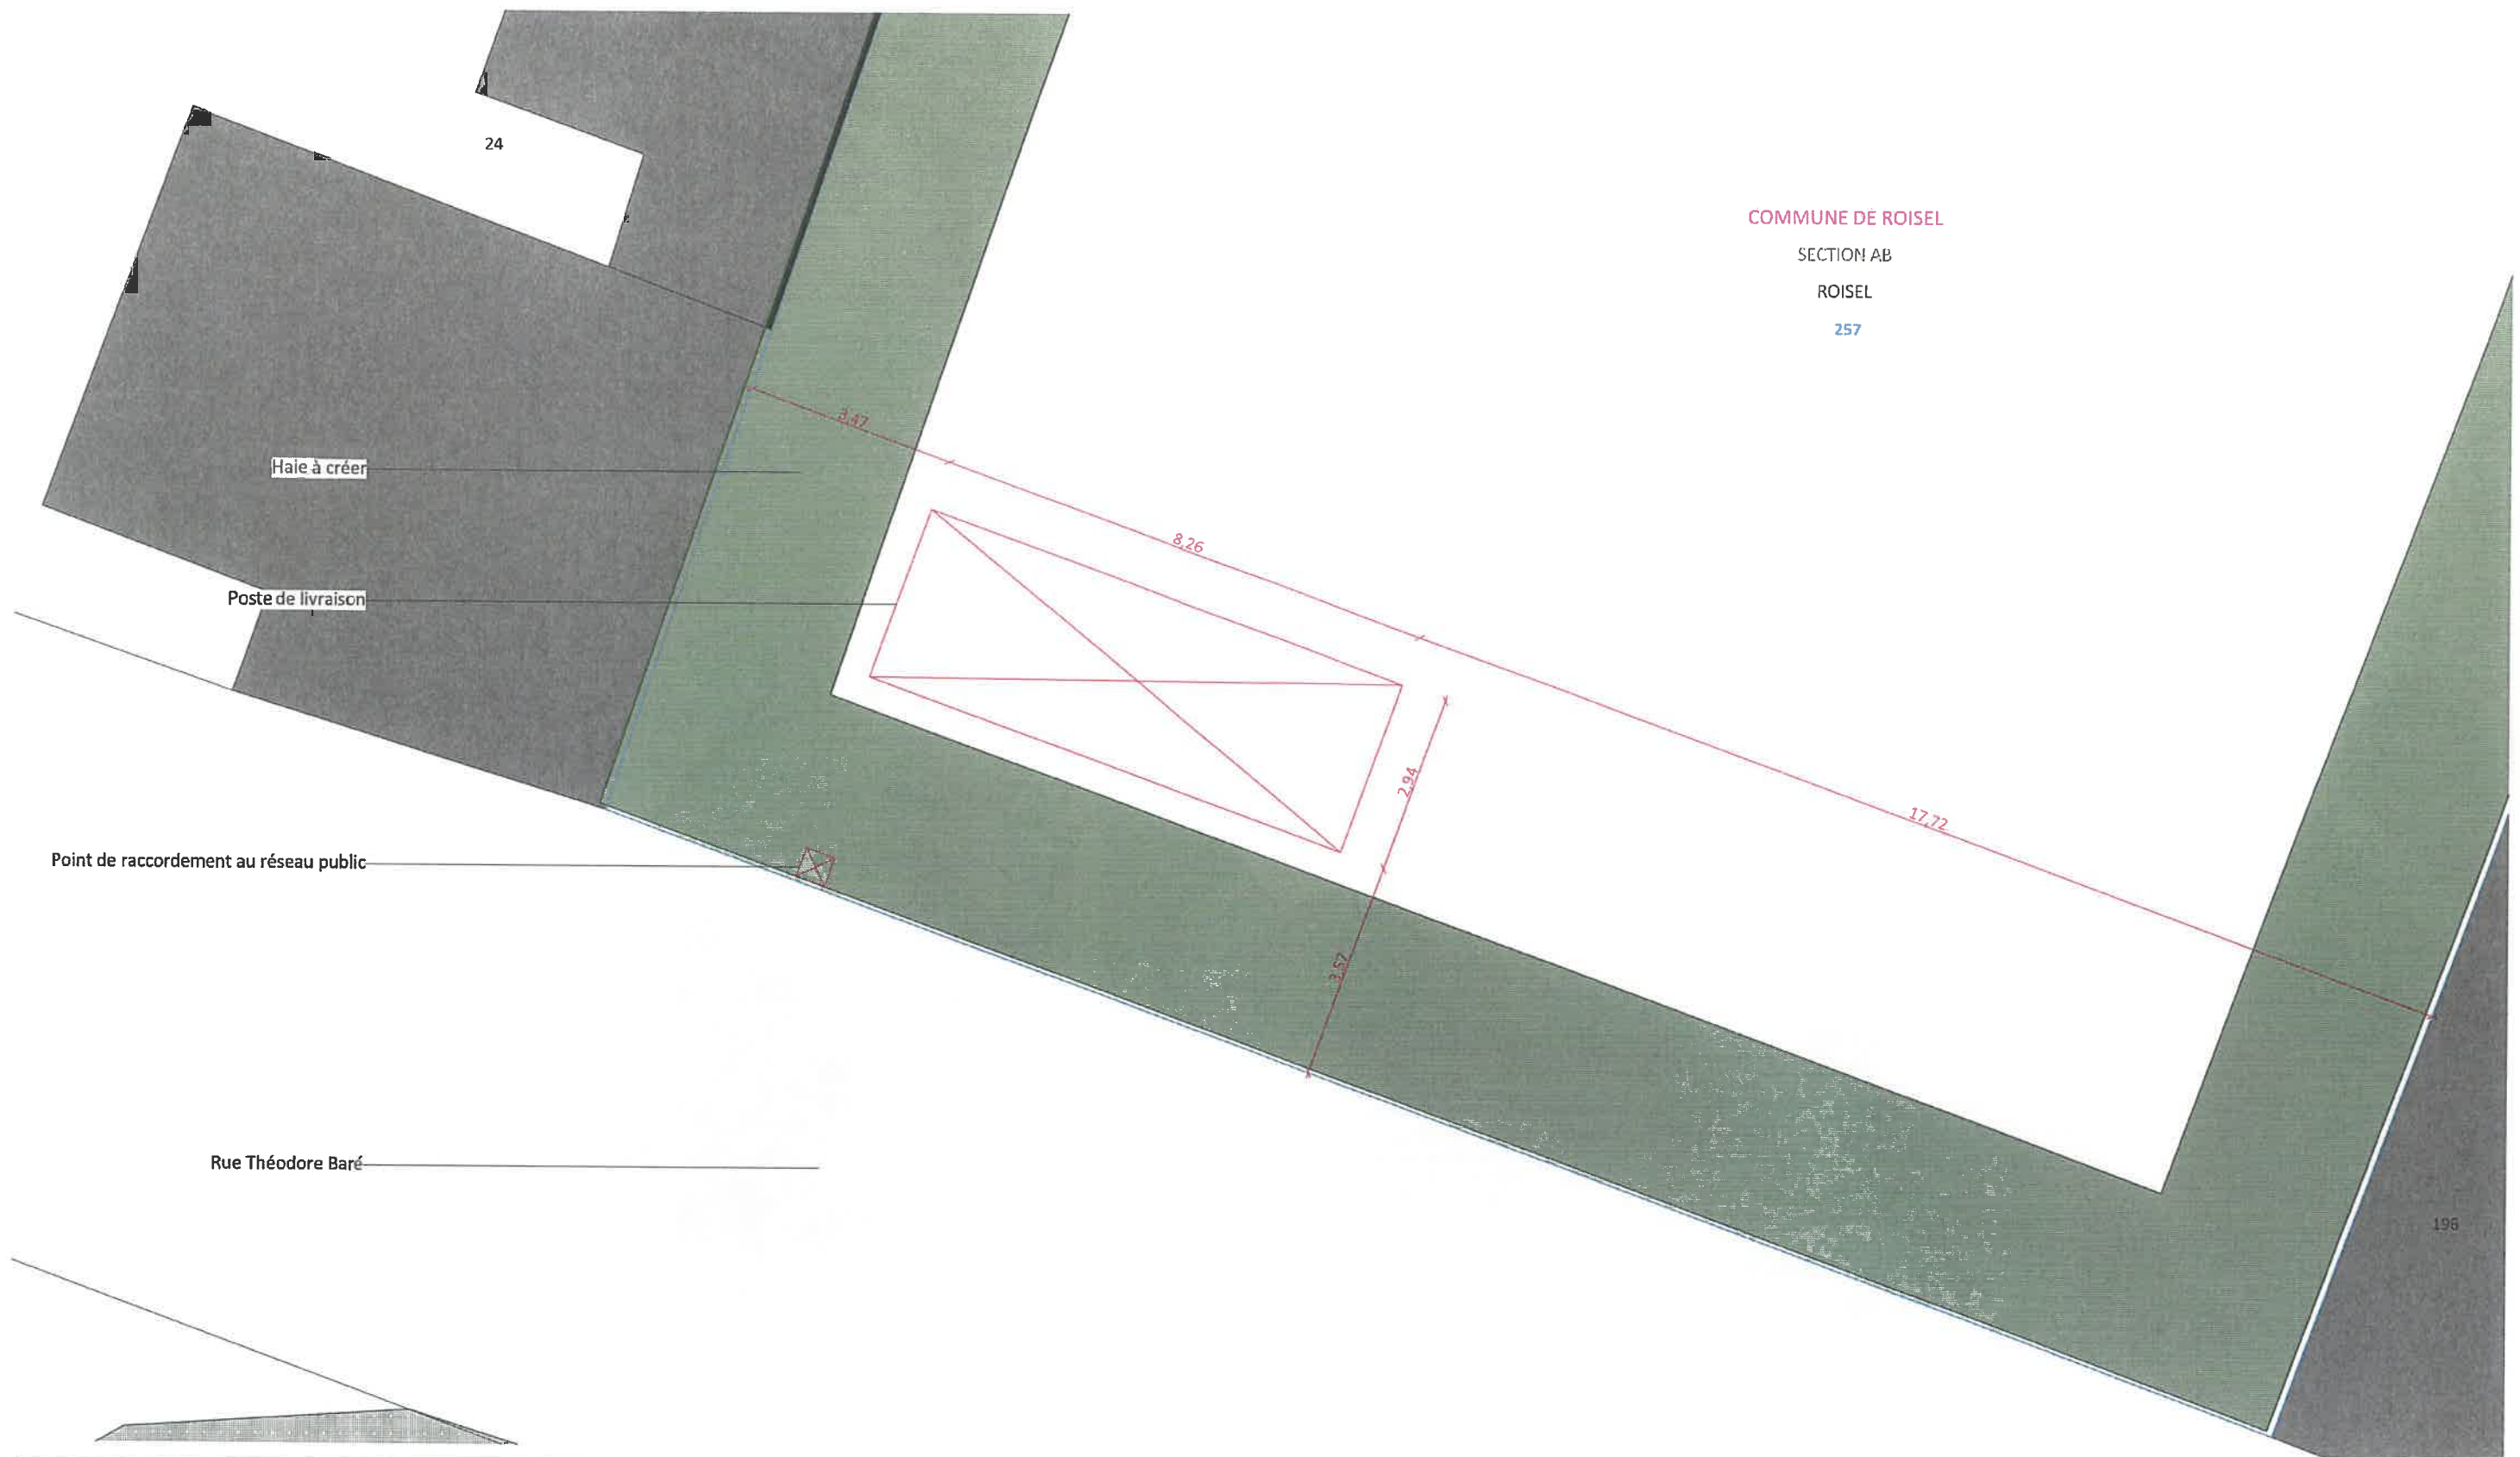 24
COMMUNE DE ROISEL
SECTION AB
ROISEL
257
3,47
Haie à créer
8,26
Poste de livraison
2,94
17,72
Point de raccordement au réseau public
3,57
Rue Théodore Baré
196